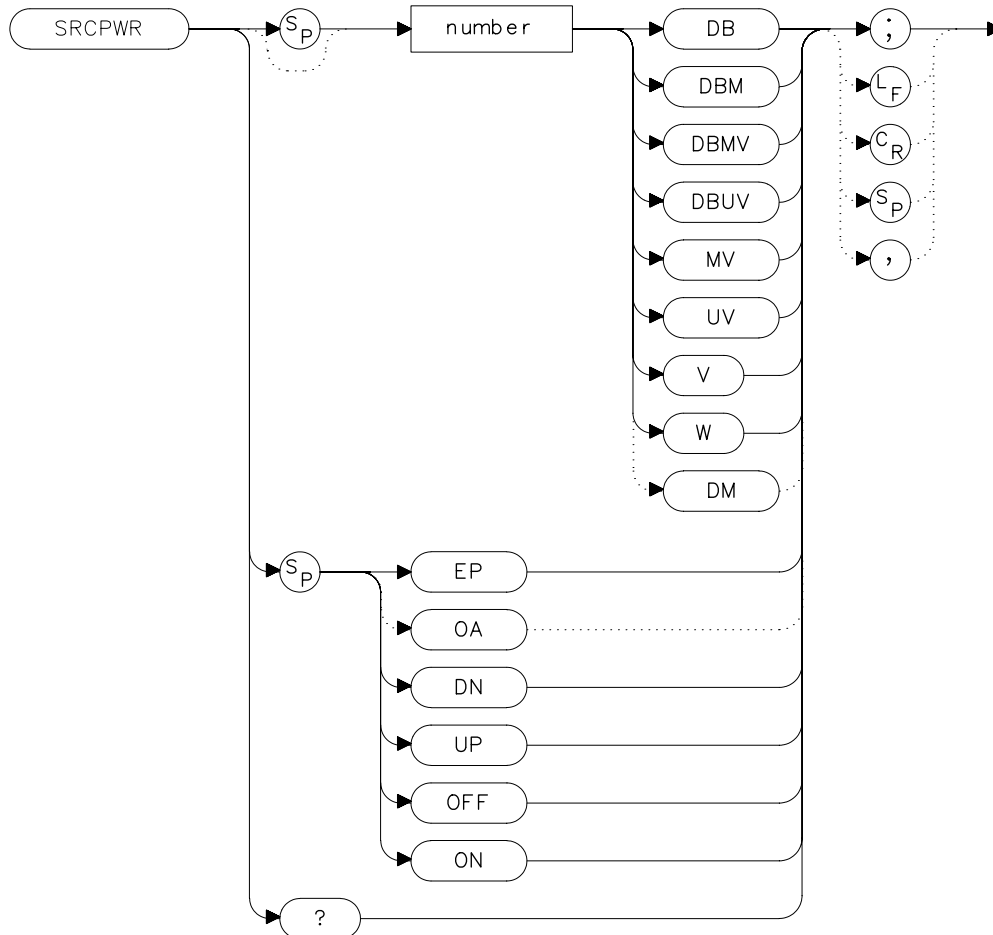 SRCPWR SP number DB ;
DBM LF
DBMV CR
DBUV SP
MV ,
UV
V
W
DM
SP EP
OA
DN
UP
OFF
ON
?